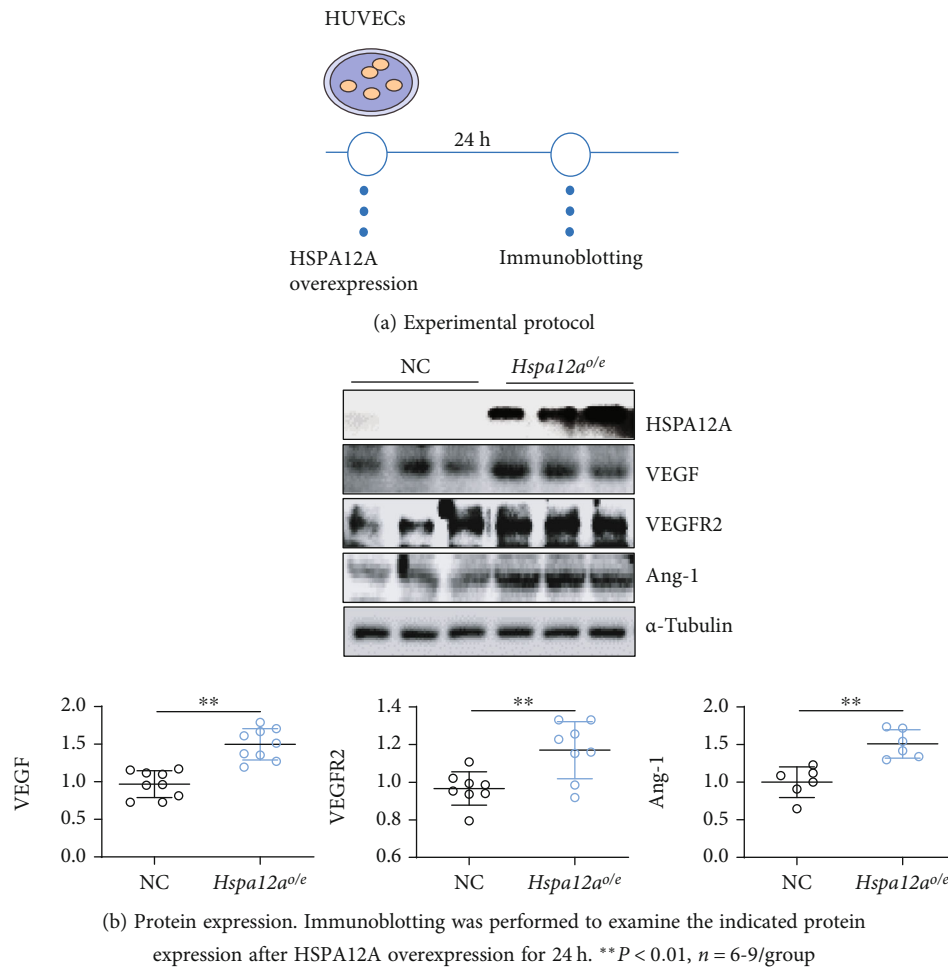 HUVECs
24 h
HSPA12A
overexpression
Immunoblotting
(a) Experimental protocol
NC
Hspa12a^o/e
HSPA12A
VEGF
VEGFR2
Ang-1
α-Tubulin
2.0
1.5
1.0
0.5
0.0
VEGF
**
NC
Hspa12a^o/e
1.4
1.2
1.0
0.8
0.6
VEGFR2
**
NC
Hspa12a^o/e
2.0
1.5
1.0
0.5
0.0
Ang-1
**
NC
Hspa12a^o/e
(b) Protein expression. Immunoblotting was performed to examine the indicated protein
expression after HSPA12A overexpression for 24 h. **P < 0.01, n = 6-9/group